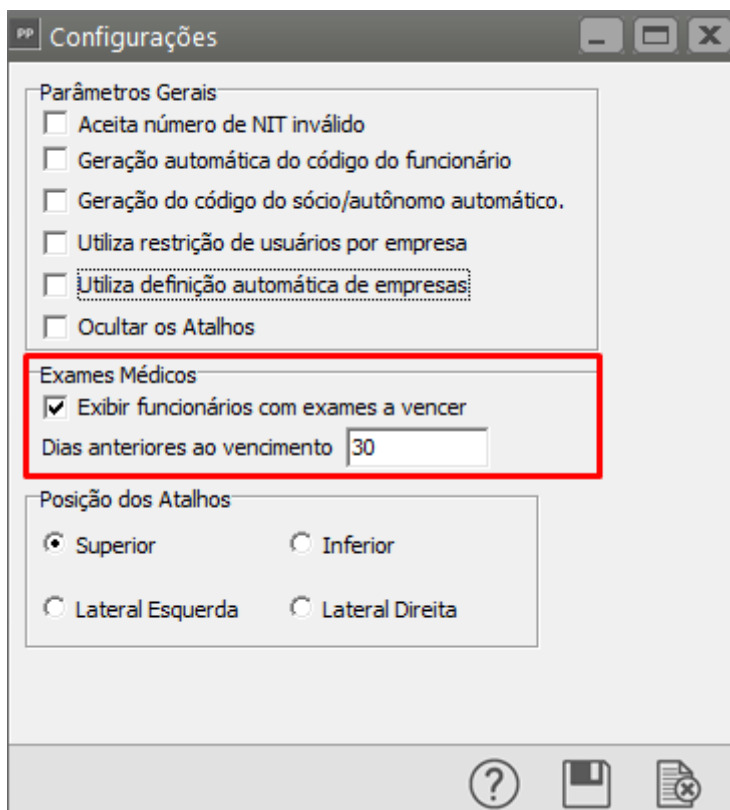 PP Configurações
Parâmetros Gerais
Aceita número de NIT inválido
Geração automática do código do funcionário
Geração do código do sócio/autônomo automático.
Utiliza restrição de usuários por empresa
Utiliza definição automática de empresas
Ocultar os Atalhos
Exames Médicos
Exibir funcionários com exames a vencer
Dias anteriores ao vencimento 30
Posição dos Atalhos
Superior Inferior
Lateral Esquerda Lateral Direita